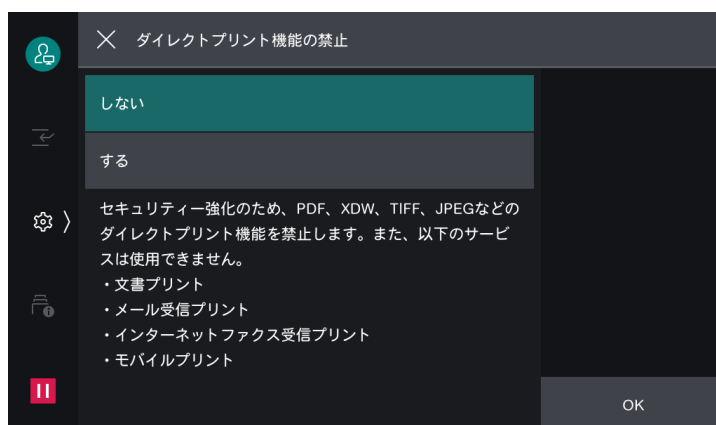 ダイレクトプリント機能の禁止
しない
する
セキュリティー強化のため、PDF、XDW、TIFF、JPEGなどの
ダイレクトプリント機能を禁止します。また、以下のサービ
スは使用できません。
・文書プリント
・メール受信プリント
・インターネットファクス受信プリント
・モバイルプリント
OK